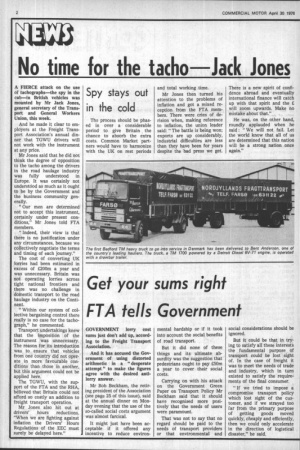 2
COMMERCIAL MOTOR April 30, 1976
NEWS
No time for the tacho—Jack Jones
A FIERCE attack on the use
of tachographs—the spy in the
cab—in British vehicles was
mounted by Mr Jack Jones,
general secretary of the Trans-
port and General Workers
Union, this week.
And he made it clear to em-
ployers at the Freight Trans-
port Association's annual din-
ner that TGWU drivers will
not work with the instrument
at any price.
Mr Jones said that he did not
think the degree of opposition
to the tacho among the drivers
in the road haulage industry
was fully understood in
Europe. It was certainly not
understood as much as it ought
to be by the Government and
the business community gen-
erally.
"Our men are determined
not to accept this instrument,
certainly under present con-
ditions," Mr Jones told FTA
members.
"Indeed, their view is that
there is no justification under
any circumstances, because we
collectively negotiate the tim
and timing of each journey."
The cost of converting UK
lorries had been estimated in
excess of £200m a year and
was unnecessary. Britain was
not operating lorries across
tight national frontiers and
there was no challenge in
domestic transport to the road
haulage industry on the Conti-
nent.
"Within our system of col-
lective bargaining control there
really is no case for the tacho-
graph," he commented.
Transport undertakings knew
that the imposition of the
instrument was unnecessary.
The reason for its introduction
was to ensure that vehicles
from one country did not oper-
ate in more favourable con-
ditions than those in another,
but this argument could not be
applied here.
The TGWU, with the sup-
port of the FTA and the RHA,
believed that Britain could not
afford so costly an addition to
freight transport operation.
Mr Jones also hit out at
drivers' hours reductions.
"When we are fighting against
inflation the Drivers' Hours
Regulations of the EEC must
surely be delayed here."
Spy stays out
in the cold
The process should be phas-
ed in over a considerable
period to give Britain the
chance to absorb the extra
costs. Common Market part-
ners would have to harmonise
with the UK on rest periods
and total working time.
Mr Jones then turned his
attention to the problems of
inflation and got a mixed re-
ception from the FTA mem-
bers. There were cries of de-
rision when, making reference
to inflation, the union leader
said: "The battle is being won:
exports are up considerably,
industrial difficulties are less
than they have been for years
despite the bad press we get.
There is a new spirit of confi-
dence abroad and eventually
international finance will catch
up with that spirit and the £
will zoom upwards. Make no
mistake about that."
He was, on the other hand,
roundly applauded when he
said: "We will not fail. Let
the world know that all of us
are determined that this nation
will be a strong nation once
again."
NORDJYLLANDS FRAGTTRANSPORT
TELF FARSØ
NORDJYLLANDS FRAGTTRANSPORT
TELF FARSØ
The first Bedford TM heavy truck to go into service in Denmark has been delivered to Bent Andersen, one of
the country's leading hauliers. The truck, a TM 1700 powered by a Detroit Diesel 6V-71 engine, is operated
with a drawbar trailer.
Get your sums right
FTA tells Government
GOVERNMENT lorry cost
sums just don't add up, accord-
ing to the Freight Transport
Association.
And it has accused the Gov-
ernment of using distorted
statistics in a "desperate
attempt" to make the figures
agree with the desired anti-
lorry answer.
Mr Rob Beckham, the retir-
ing president of the Association
(see page 25 of this issue), said
at the annual dinner on Mon-
day evening that the use of the
so-called social costs argument
was almost farcical.
It might just have been ac-
ceptable if it offered any
incentive to reduce environ-
mental hardship or if it took
into account the social benefits
of road transport.
But it did none of these
things and its ultimate ab-
surdity was the suggestion that
pedestrians ought to pay £60m
a year to cover their social
costs.
Carrying on with his attack
on the Government Green
Paper on Transport Policy Mr
Beckham said that it should
have recognised more posi-
tively that the needs of users
were paramount.
That was not to say that no
regard should be paid to the
needs of transport providers
or that environmental and
social considerations should be
ignored.
But it could be that in try-
ing to satisfy all these interests
the fundamental purpose of
transport could be lost sight
of. In the case of freight it
was to meet the needs of trade
and industry, which in turn
existed to satisfy the require-
ments of the final consumer.
"If we tried to impose a
national transport policy
which lost sight of the cus-
tomer, and if we strayed too
far from the primary purpose
of getting goods moved
quickly, cheaply and efficiently,
then we could only accelerate
in the direction of logistical
disaster," he said.